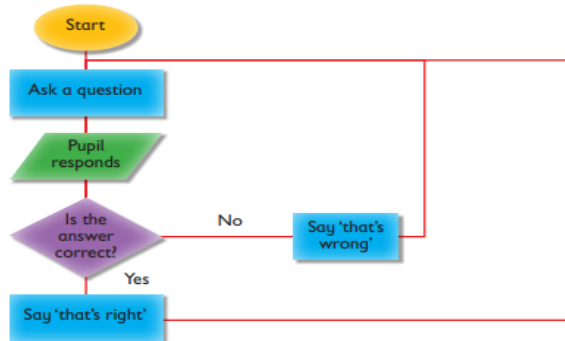 Start
Ask a question
Pupil
responds
Is the
answer
correct?
No
Say ‘that’s
wrong’
Yes
Say ‘that’s right’